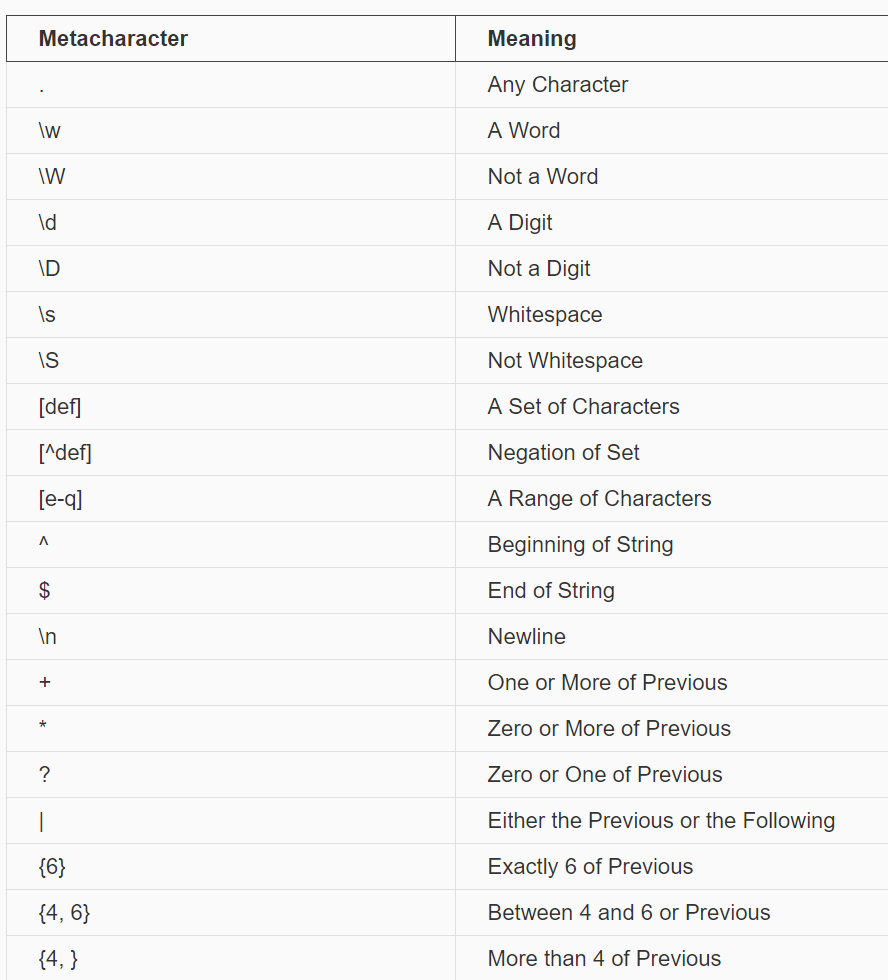 Metacharacter Meaning
. Any Character
\w A Word
\W Not a Word
\d A Digit
\D Not a Digit
\s Whitespace
\S Not Whitespace
[def] A Set of Characters
[^def] Negation of Set
[e-q] A Range of Characters
^ Beginning of String
$ End of String
\n Newline
+ One or More of Previous
* Zero or More of Previous
? Zero or One of Previous
| Either the Previous or the Following
{6} Exactly 6 of Previous
{4, 6} Between 4 and 6 or Previous
{4, } More than 4 of Previous